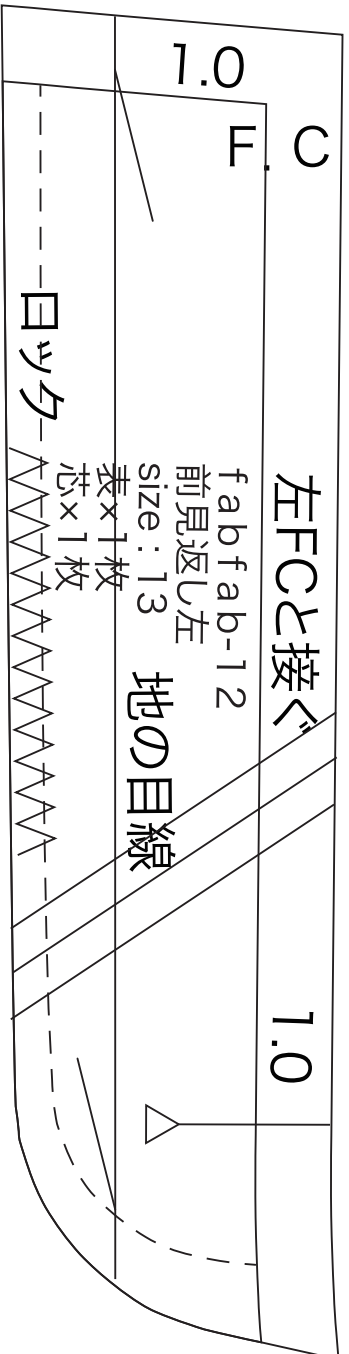 1.0
F. C
左FCと接ぐ
fabfab-12
前見返し左
size : 13
表×1枚
芯×1枚
地の目線
ロック
1.0